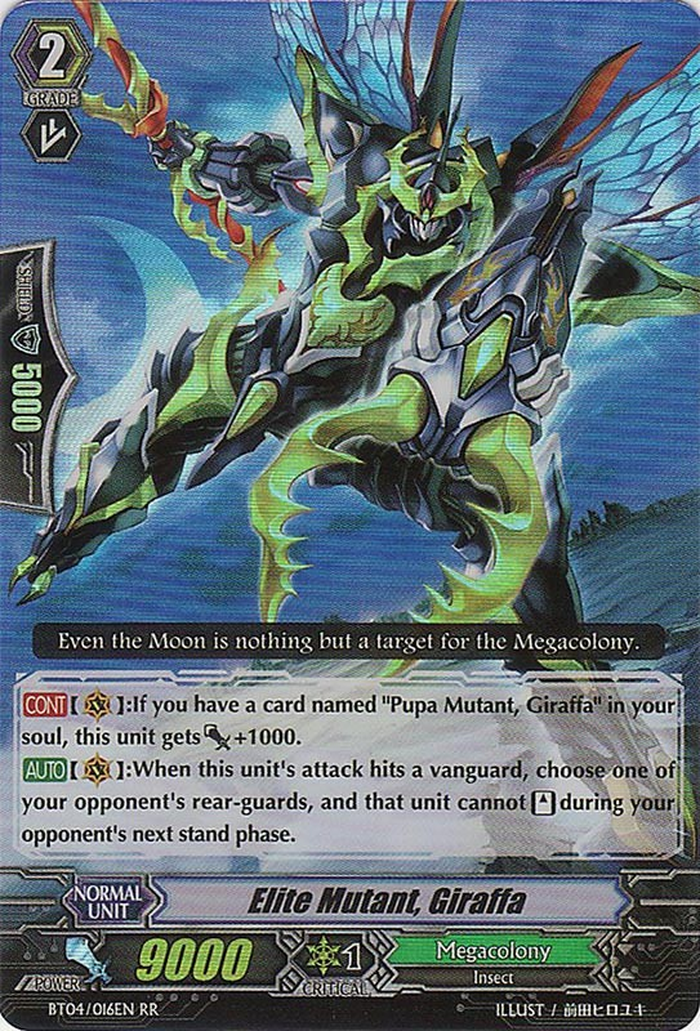 2
GRADE
SHIELD
5000
Even the Moon is nothing but a target for the Megacolony.
CONT【 】:If you have a card named "Pupa Mutant, Giraffa" in your
soul, this unit gets +1000.
AUTO【 】:When this unit's attack hits a vanguard, choose one of
your opponent's rear-guards, and that unit cannot during your
opponent's next stand phase.
NORMAL
UNIT
Elite Mutant, Giraffa
POWER
9000
1
CRITICAL
Megacolony
Insect
BT04/016EN RR
ILLUST / 前田ヒロユキ